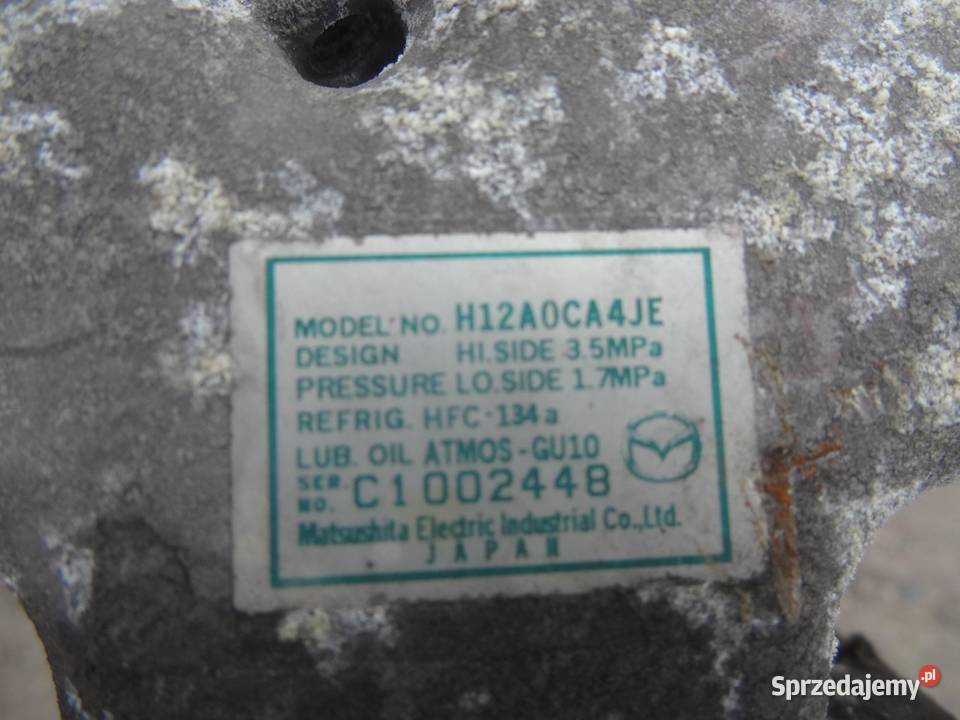 MODEL NO. H12A0CA4JE
DESIGN HI.SIDE 3.5MPa
PRESSURE LO.SIDE 1.7MPa
REFRIG. HFC-134a
LUB. OIL ATMOS-GU10
SER. NO. C1002448
Matsushita Electric Industrial Co.,Ltd.
JAPAN
Sprzedajemy.pl